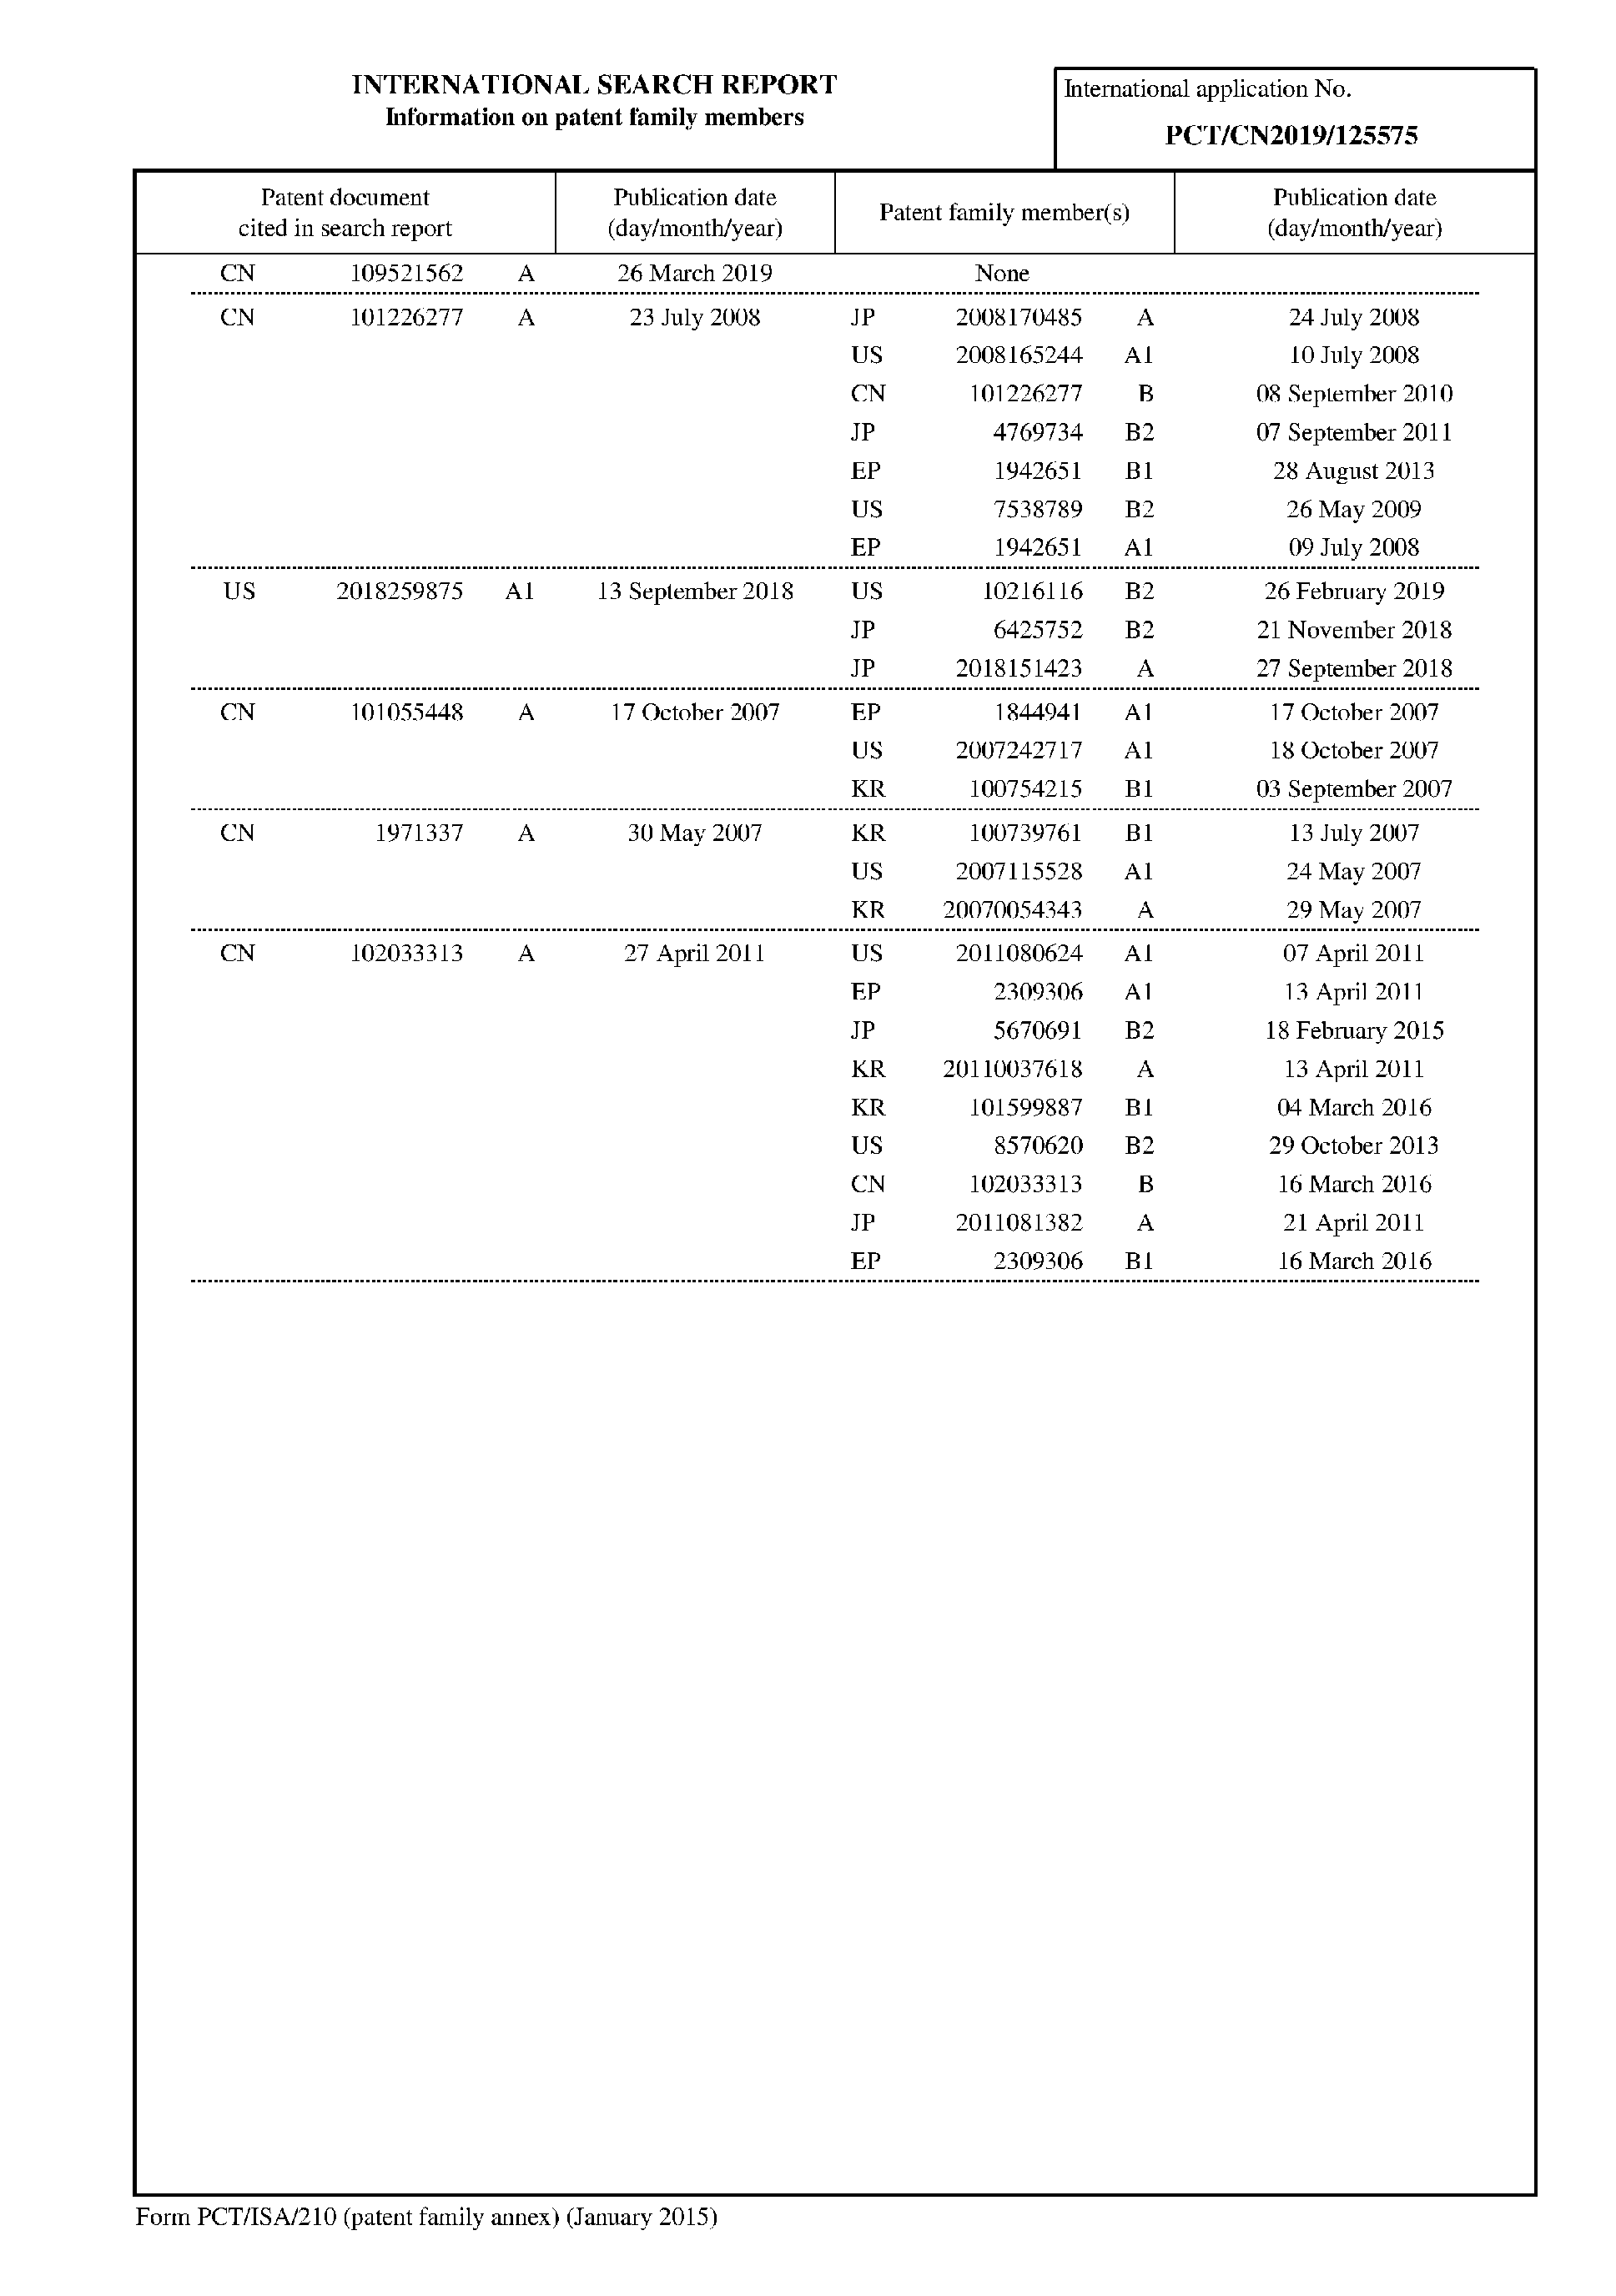 INTERNATIONAL SEARCH REPORT
Information on patent family members
International application No.
PCT/CN2019/125575
Patent document
cited in search report
Publication date
(day/month/year)
Patent family member(s)
Publication date
(day/month/year)
CN 109521562 A 26 March 2019 None
CN 101226277 A 23 July 2008 JP 2008170485 A 24 July 2008
US 2008165244 A1 10 July 2008
CN 101226277 B 08 September 2010
JP 4769734 B2 07 September 2011
EP 1942651 B1 28 August 2013
US 7538789 B2 26 May 2009
EP 1942651 A1 09 July 2008
US 2018259875 A1 13 September 2018 US 10216116 B2 26 February 2019
JP 6425752 B2 21 November 2018
JP 2018151423 A 27 September 2018
CN 101055448 A 17 October 2007 EP 1844941 A1 17 October 2007
US 2007242717 A1 18 October 2007
KR 100754215 B1 03 September 2007
CN 1971337 A 30 May 2007 KR 100739761 B1 13 July 2007
US 2007115528 A1 24 May 2007
KR 20070054343 A 29 May 2007
CN 102033313 A 27 April 2011 US 2011080624 A1 07 April 2011
EP 2309306 A1 13 April 2011
JP 5670691 B2 18 February 2015
KR 20110037618 A 13 April 2011
KR 101599887 B1 04 March 2016
US 8570620 B2 29 October 2013
CN 102033313 B 16 March 2016
JP 2011081382 A 21 April 2011
EP 2309306 B1 16 March 2016
Form PCT/ISA/210 (patent family annex) (January 2015)